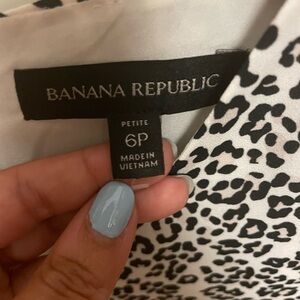 BANANA REPUBLIC
PETITE
6P
MADE IN
VIETNAM